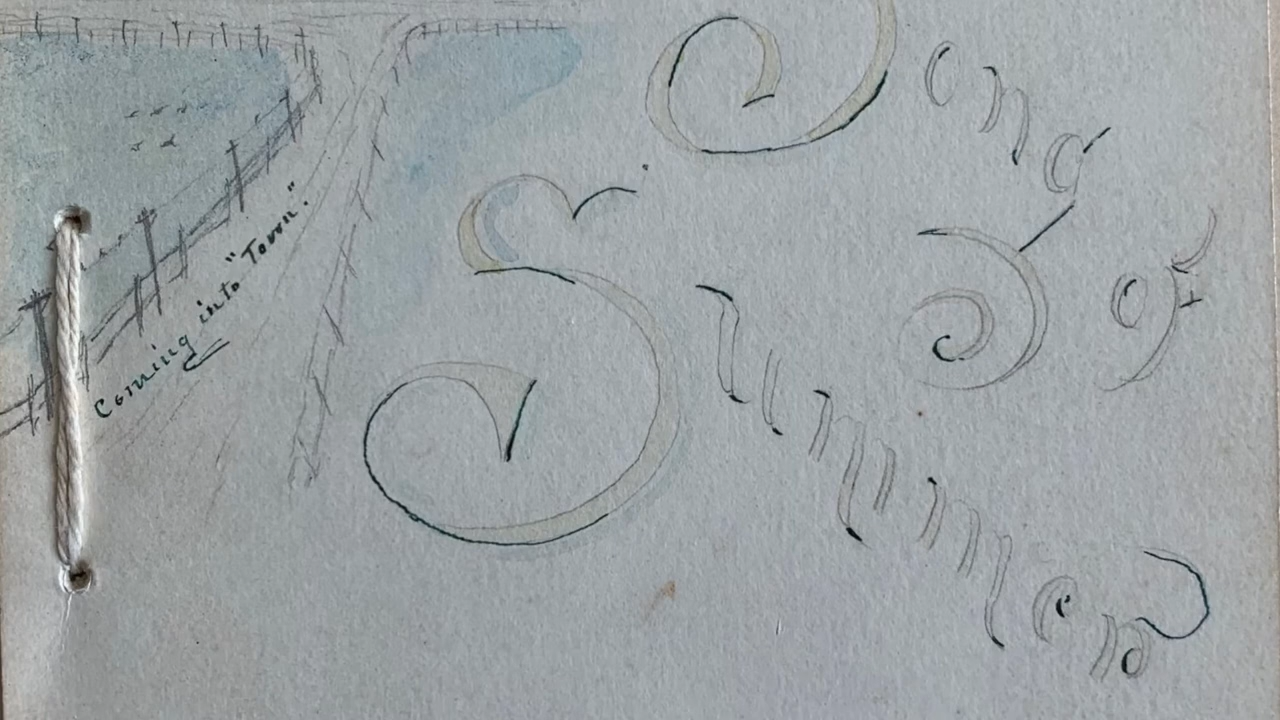 Song of
Summer
Coming into "Town".